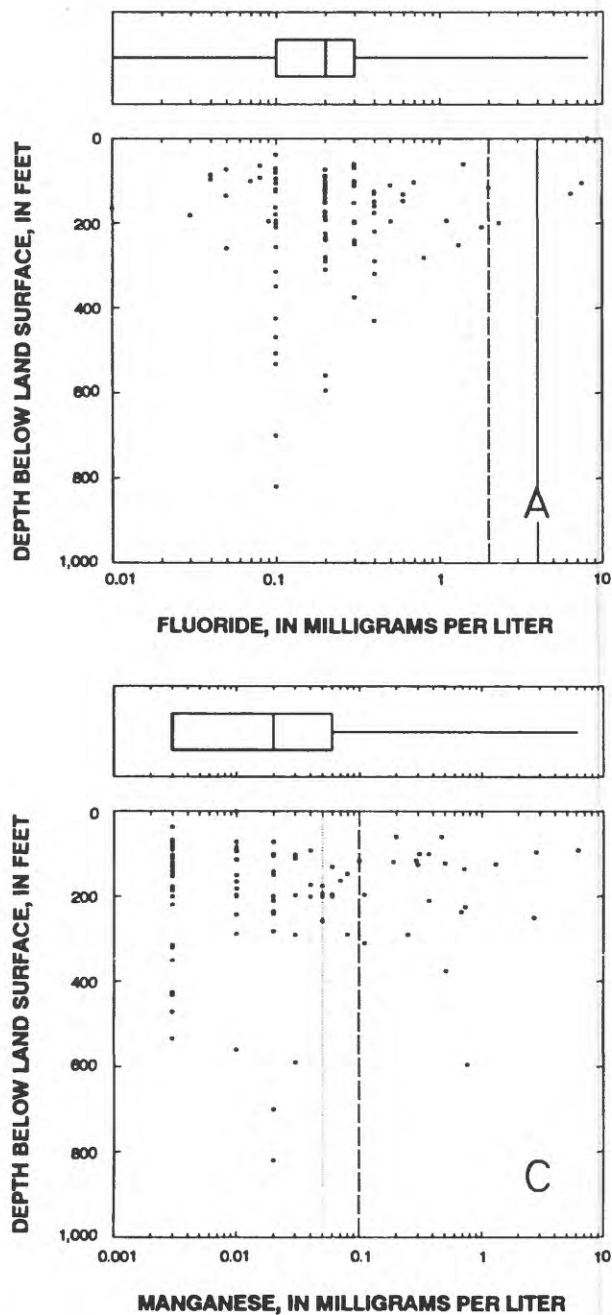 DEPTH BELOW LAND SURFACE, IN FEET
0
200
400
600
800
1,000
A
0.01 0.1 1 10
FLUORIDE, IN MILLIGRAMS PER LITER
DEPTH BELOW LAND SURFACE, IN FEET
0
200
400
600
800
1,000
C
0.001 0.01 0.1 1 10
MANGANESE, IN MILLIGRAMS PER LITER